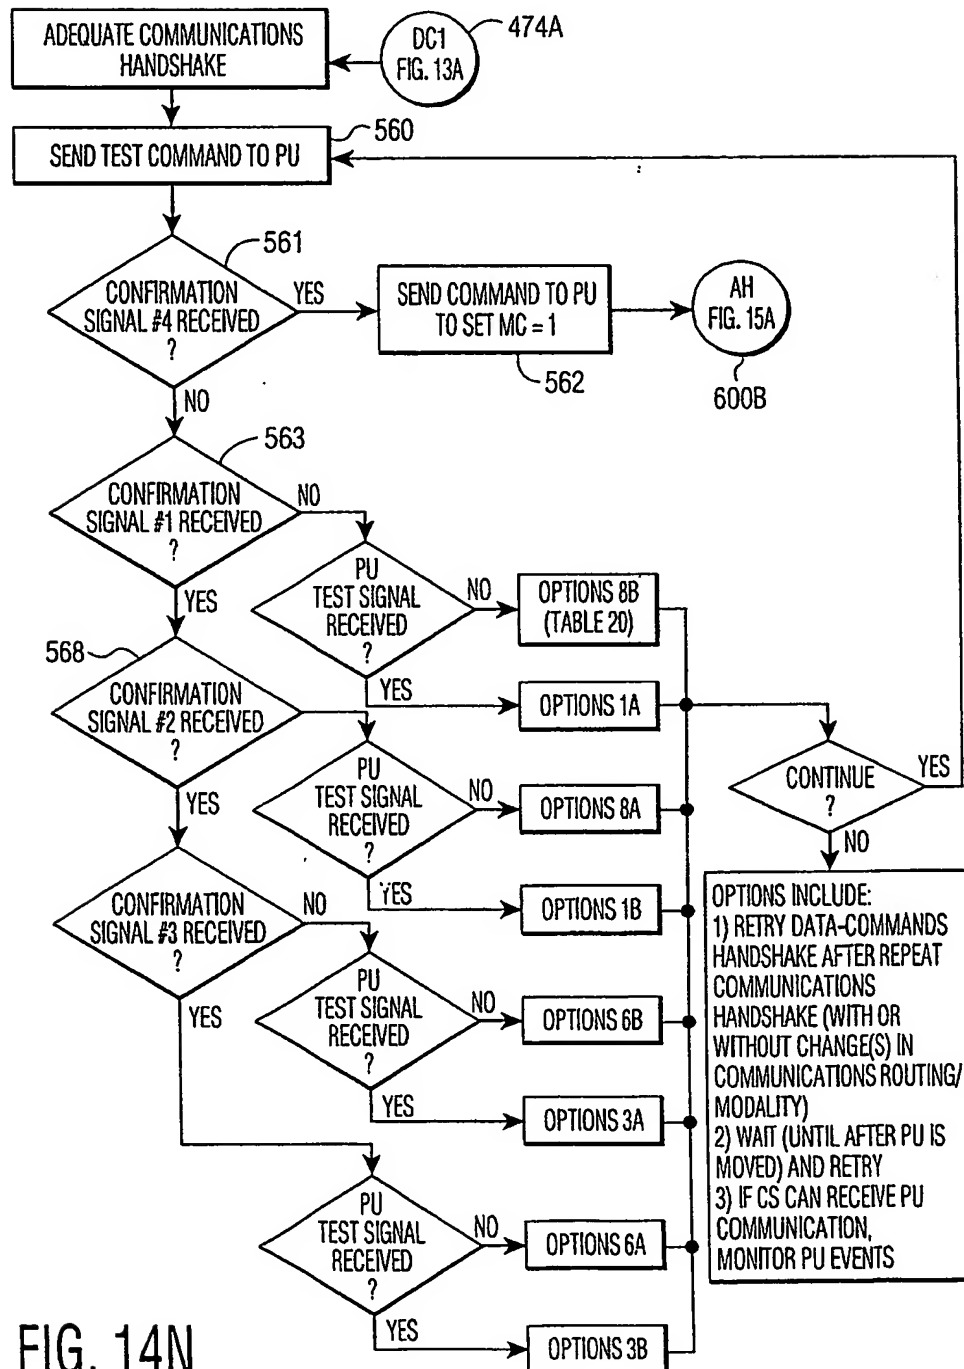 ADEQUATE COMMUNICATIONS
HANDSHAKE
DC1
FIG. 13A
474A
560
SEND TEST COMMAND TO PU
561
CONFIRMATION
SIGNAL #4 RECEIVED
?
YES
SEND COMMAND TO PU
TO SET MC = 1
562
AH
FIG. 15A
600B
NO
563
CONFIRMATION
SIGNAL #1 RECEIVED
?
NO
YES
PU
TEST SIGNAL
RECEIVED
?
NO
OPTIONS 8B
(TABLE 20)
YES
OPTIONS 1A
568
CONFIRMATION
SIGNAL #2 RECEIVED
?
YES
PU
TEST SIGNAL
RECEIVED
?
NO
OPTIONS 8A
YES
OPTIONS 1B
CONTINUE
?
YES
NO
CONFIRMATION
SIGNAL #3 RECEIVED
?
NO
YES
PU
TEST SIGNAL
RECEIVED
?
NO
OPTIONS 6B
YES
OPTIONS 3A
PU
TEST SIGNAL
RECEIVED
?
NO
OPTIONS 6A
YES
OPTIONS 3B
OPTIONS INCLUDE:
1) RETRY DATA-COMMANDS
HANDSHAKE AFTER REPEAT
COMMUNICATIONS
HANDSHAKE (WITH OR
WITHOUT CHANGE(S) IN
COMMUNICATIONS ROUTING/
MODALITY)
2) WAIT (UNTIL AFTER PU IS
MOVED) AND RETRY
3) IF CS CAN RECEIVE PU
COMMUNICATION,
MONITOR PU EVENTS
FIG. 14N